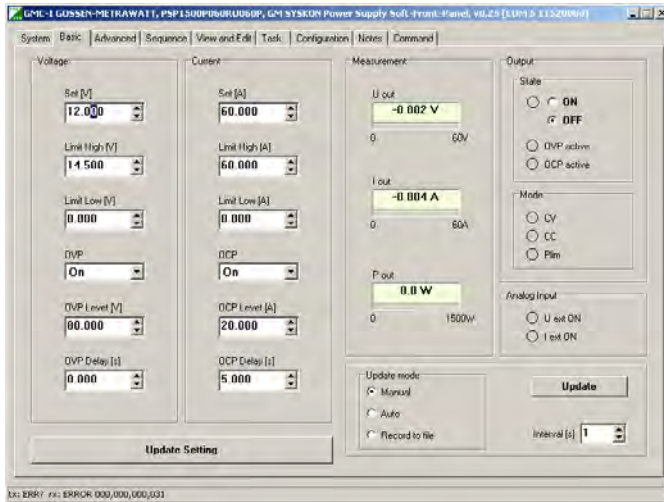 GMC-I GOSSEN-METRAWATT, PSP1500P060RU060P, GM SYSKON Power Supply Soft-Front-Panel, v0.25
System Basic Advanced Sequence View and Edit Task Configuration Notes Command
Voltage
Set [V]
12.000
Limit High [V]
14.500
Limit Low [V]
0.000
OVP
On
OVP Level [V]
80.000
OVP Delay [s]
0.000
Current
Set [A]
60.000
Limit High [A]
60.000
Limit Low [A]
0.000
OCP
On
OCP Level [A]
20.000
OCP Delay [s]
5.000
Update Setting
Measurement
U out
-0.002 V
0 60V
I out
-0.004 A
0 60A
P out
0.0 W
0 1500W
Output
State
ON
OFF
OVP active
OCP active
Mode
CV
CC
Plim
Analog Input
U ext ON
I ext ON
Update mode
Manual
Auto
Record to file
Update
Interval [s] 1
tx: ERR? rx: ERROR 000,000,000,031